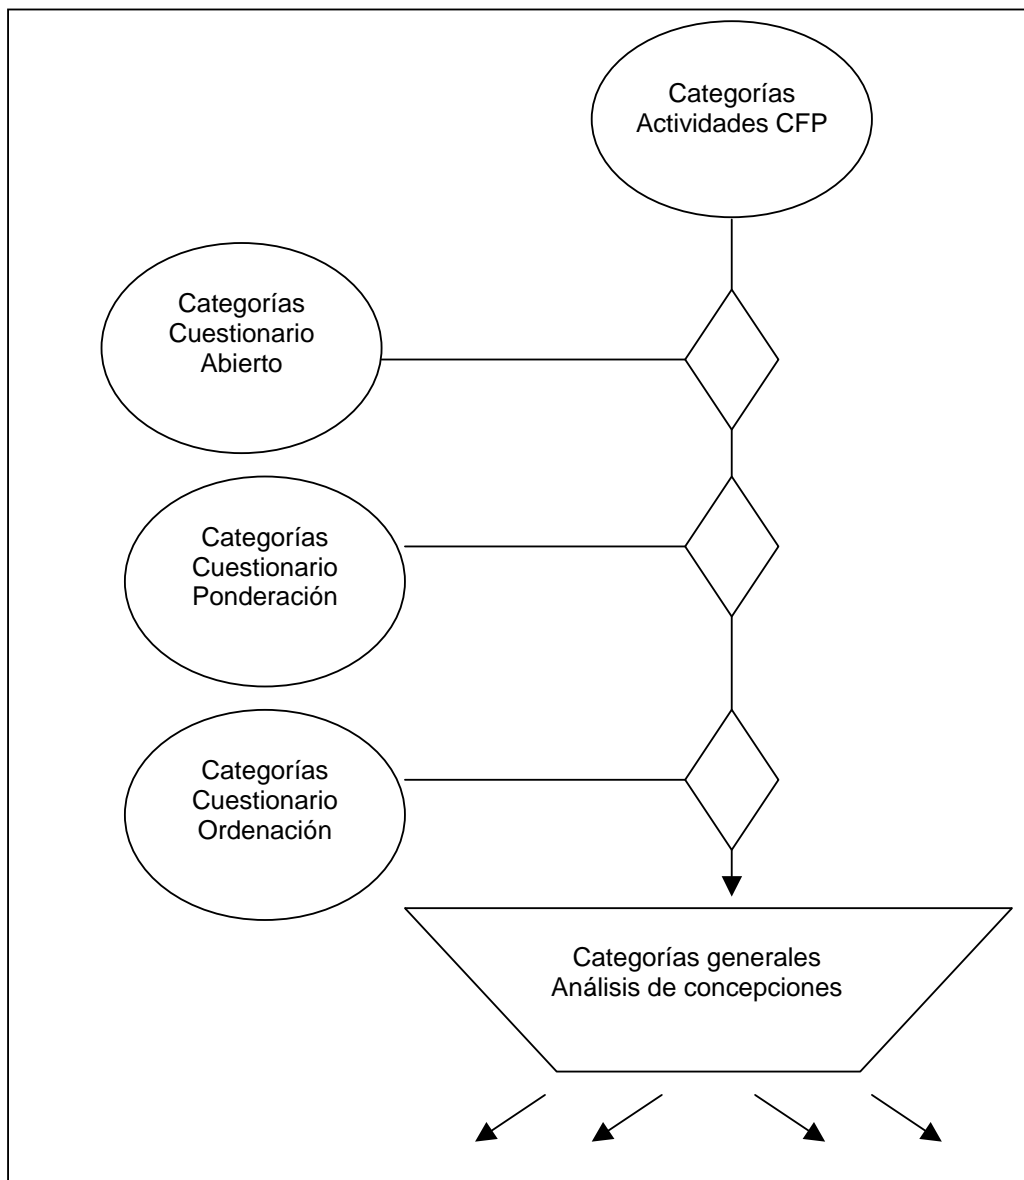 Categorías
Actividades CFP
Categorías
Cuestionario
Abierto
Categorías
Cuestionario
Ponderación
Categorías
Cuestionario
Ordenación
Categorías generales
Análisis de concepciones